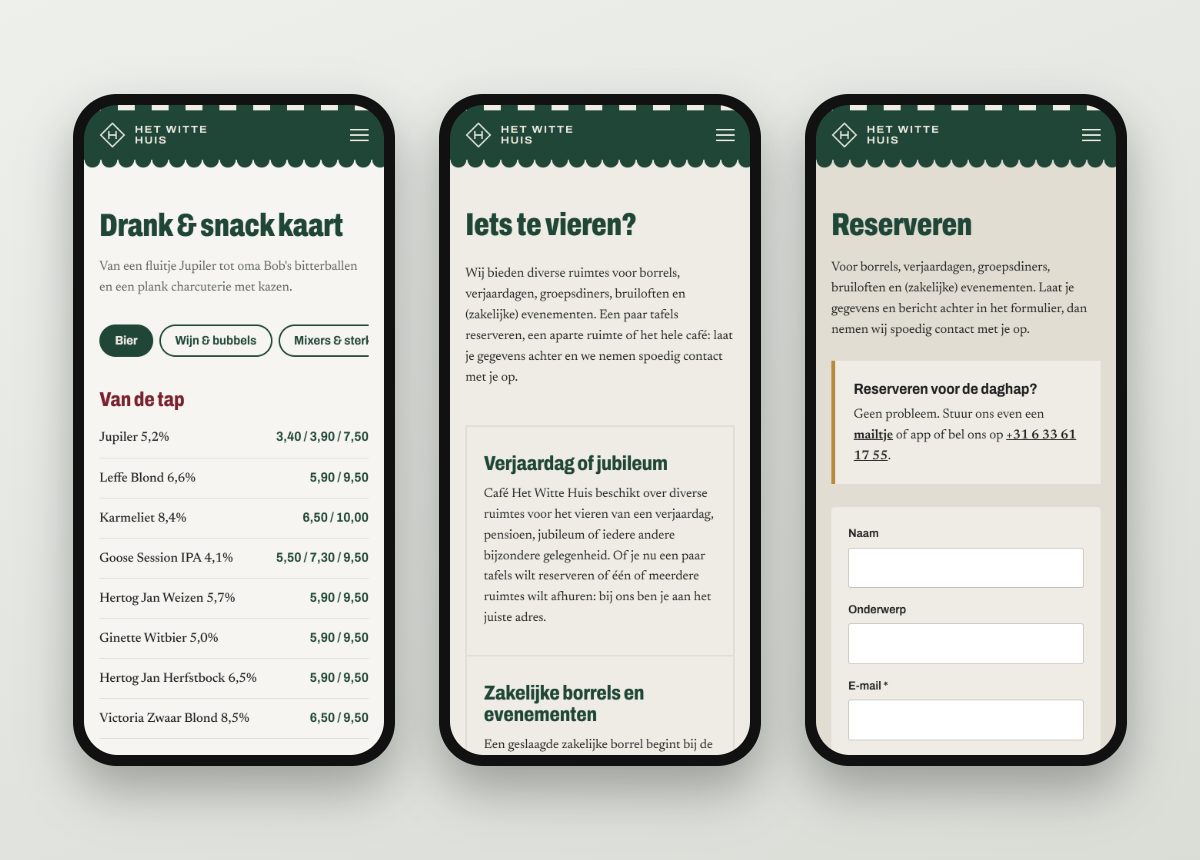 HET WITTE
HUIS
Drank & snack kaart
Van een fluitje Jupiler tot oma Bob's bitterballen
en een plank charcuterie met kazen.
Bier
Wijn & bubbels
Mixers & sterk
Van de tap
Jupiler 5,2% 3,40 / 3,90 / 7,50
Leffe Blond 6,6% 5,90 / 9,50
Karmeliet 8,4% 6,50 / 10,00
Goose Session IPA 4,1% 5,50 / 7,30 / 9,50
Hertog Jan Weizen 5,7% 5,90 / 9,50
Ginette Witbier 5,0% 5,90 / 9,50
Hertog Jan Herfstbock 6,5% 5,90 / 9,50
Victoria Zwaar Blond 8,5% 6,50 / 9,50
HET WITTE
HUIS
Iets te vieren?
Wij bieden diverse ruimtes voor borrels,
verjaardagen, groepsdiners, bruiloften en
(zakelijke) evenementen. Een paar tafels
reserveren, een aparte ruimte of het hele café: laat
je gegevens achter en we nemen spoedig contact
met je op.
Verjaardag of jubileum
Café Het Witte Huis beschikt over diverse
ruimtes voor het vieren van een verjaardag,
pensioen, jubileum of iedere andere
bijzondere gelegenheid. Of je nu een paar
tafels wilt reserveren of één of meerdere
ruimtes wilt afhuren: bij ons ben je aan het
juiste adres.
Zakelijke borrels en
evenementen
Een geslaagde zakelijke borrel begint bij de
HET WITTE
HUIS
Reserveren
Voor borrels, verjaardagen, groepsdiners,
bruiloften en (zakelijke) evenementen. Laat je
gegevens en bericht achter in het formulier, dan
nemen wij spoedig contact met je op.
Reserveren voor de daghap?
Geen probleem. Stuur ons even een
mailtje of app of bel ons op +31 6 33 61
17 55.
Naam
Onderwerp
E-mail *